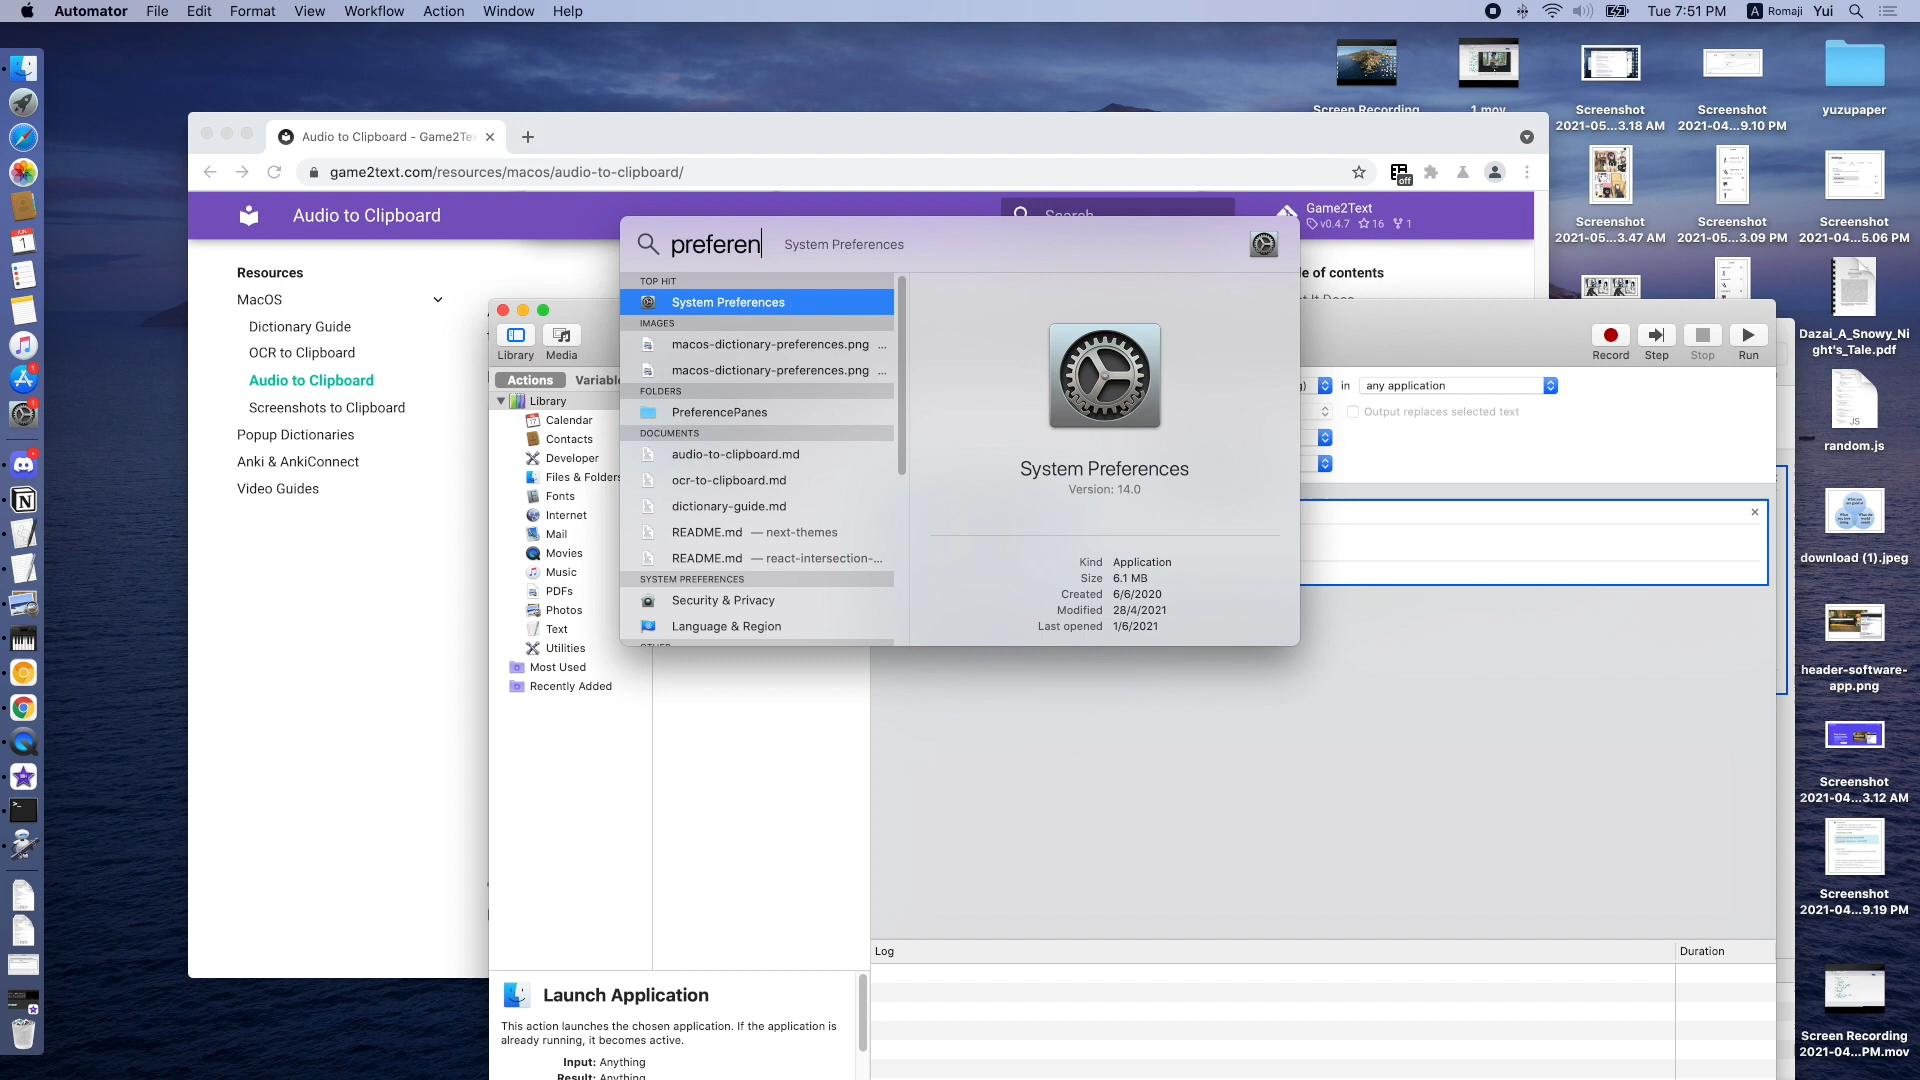 Automator File Edit Format View Workflow Action Window Help
Tue 7:51 PM A Romaji Yui
Audio to Clipboard - Game2Te
game2text.com/resources/macos/audio-to-clipboard/
off
Audio to Clipboard
Search
Game2Text
v0.4.7 16 1
Resources
MacOS
Dictionary Guide
OCR to Clipboard
Audio to Clipboard
Screenshots to Clipboard
Popup Dictionaries
Anki & AnkiConnect
Video Guides
le of contents
preferen System Preferences
TOP HIT
System Preferences
IMAGES
macos-dictionary-preferences.png ...
macos-dictionary-preferences.png ...
FOLDERS
PreferencePanes
DOCUMENTS
audio-to-clipboard.md
ocr-to-clipboard.md
dictionary-guide.md
README.md — next-themes
README.md — react-intersection-...
SYSTEM PREFERENCES
Security & Privacy
Language & Region
System Preferences
Version: 14.0
Kind Application
Size 6.1 MB
Created 6/6/2020
Modified 28/4/2021
Last opened 1/6/2021
Library Media
Record Step Stop Run
Actions Variabl
Library
Calendar
Contacts
Developer
Files & Folders
Fonts
Internet
Mail
Movies
Music
PDFs
Photos
Text
Utilities
Most Used
Recently Added
in any application
Output replaces selected text
Log Duration
Launch Application
This action launches the chosen application. If the application is
already running, it becomes active.
Input: Anything
Result: Anything
Screen Recording
1.mov
Screenshot
2021-05...3.18 AM
Screenshot
2021-04...9.10 PM
yuzupaper
Screenshot
2021-05...3.47 AM
Screenshot
2021-05...3.09 PM
Screenshot
2021-04...5.06 PM
Dazai_A_Snowy_Ni
ght's_Tale.pdf
JS
random.js
download (1).jpeg
header-software-
app.png
Screenshot
2021-04...3.12 AM
Screenshot
2021-04...9.19 PM
Screen Recording
2021-04...PM.mov